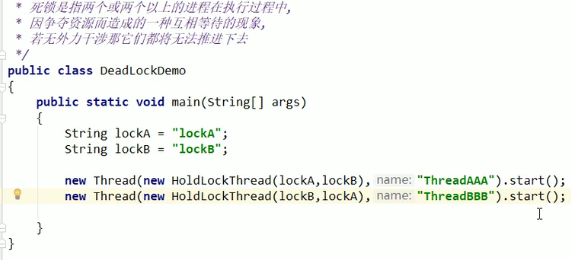 * 死锁是指两个或两个以上的进程在执行过程中,
* 因争夺资源而造成的一种互相等待的现象,
* 若无外力干涉那它们都将无法推进下去
*/
public class DeadLockDemo
{
public static void main(String[] args)
{
String lockA = "lockA";
String lockB = "lockB";
new Thread(new HoldLockThread(lockA,lockB), name: "ThreadAAA").start();
new Thread(new HoldLockThread(lockB,lockA), name: "ThreadBBB").start();
}
}